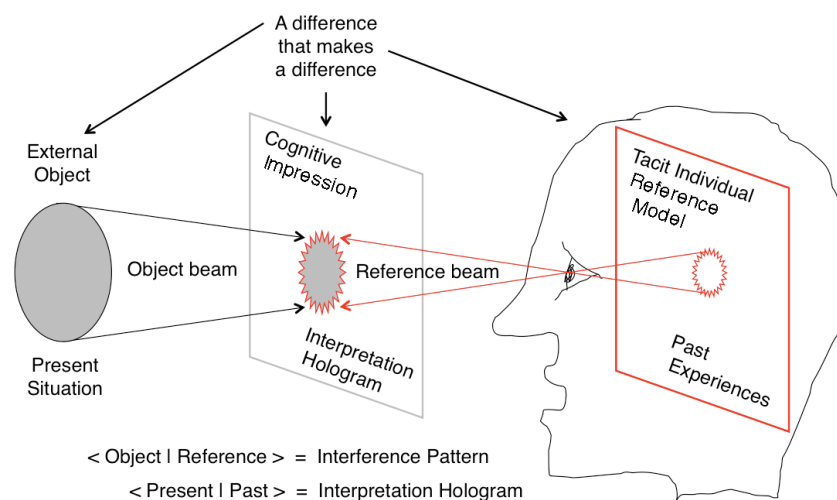 A difference
that makes
a difference
External
Object
Cognitive
Impression
Tacit Individual
Reference
Model
Object beam
Reference beam
Present
Situation
Interpretation
Hologram
Past
Experiences
< Object | Reference > = Interference Pattern
< Present | Past > = Interpretation Hologram